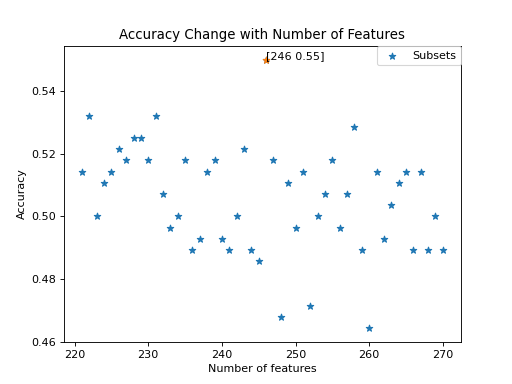 Accuracy Change with Number of Features
[246 0.55]
Subsets
0.54
0.52
0.50
0.48
0.46
Accuracy
220 230 240 250 260 270
Number of features